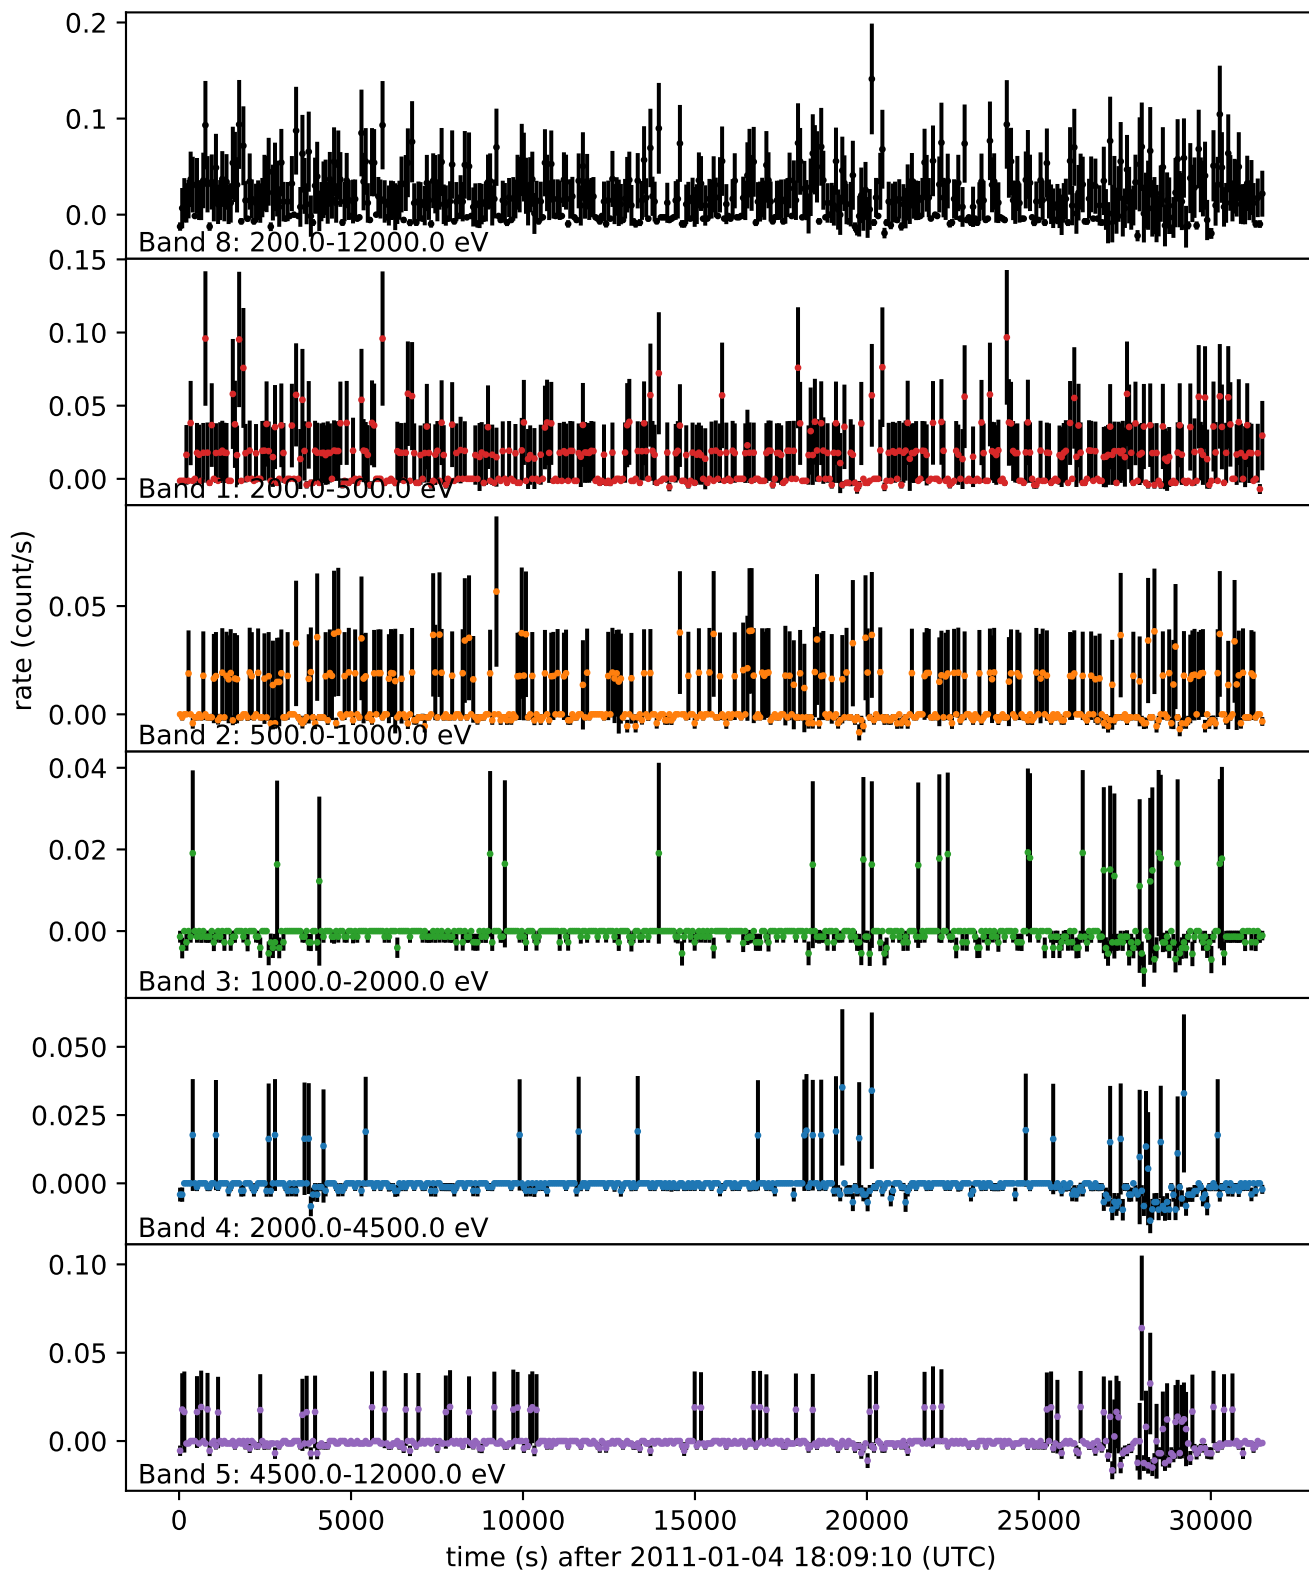 0.2
0.1
0.0
Band 8: 200.0-12000.0 eV
0.15
0.10
0.05
0.00
Band 1: 200.0-500.0 eV
rate (count/s)
0.05
0.00
Band 2: 500.0-1000.0 eV
0.04
0.02
0.00
Band 3: 1000.0-2000.0 eV
0.050
0.025
0.000
Band 4: 2000.0-4500.0 eV
0.10
0.05
0.00
Band 5: 4500.0-12000.0 eV
0 5000 10000 15000 20000 25000 30000
time (s) after 2011-01-04 18:09:10 (UTC)